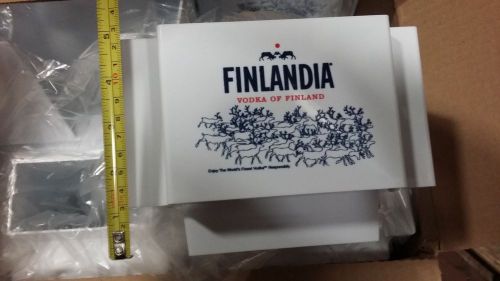 FINLANDIA
VODKA OF FINLAND
Enjoy The World's Finest Vodka Responsibly.